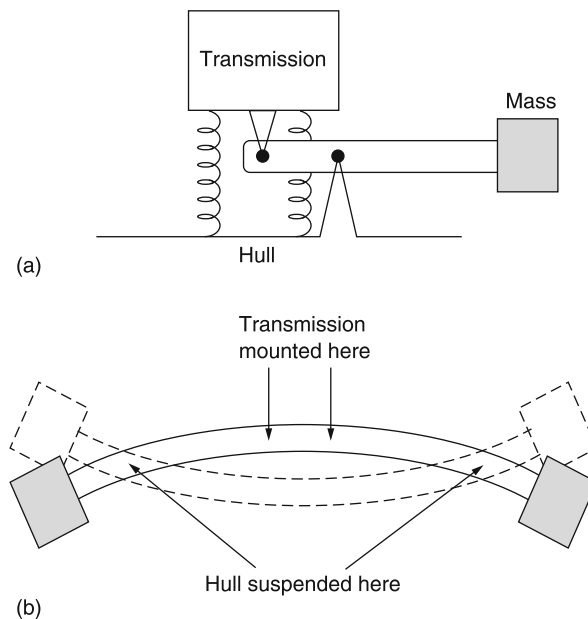 Transmission
Mass
Hull
(a)
Transmission
mounted here
Hull suspended here
(b)